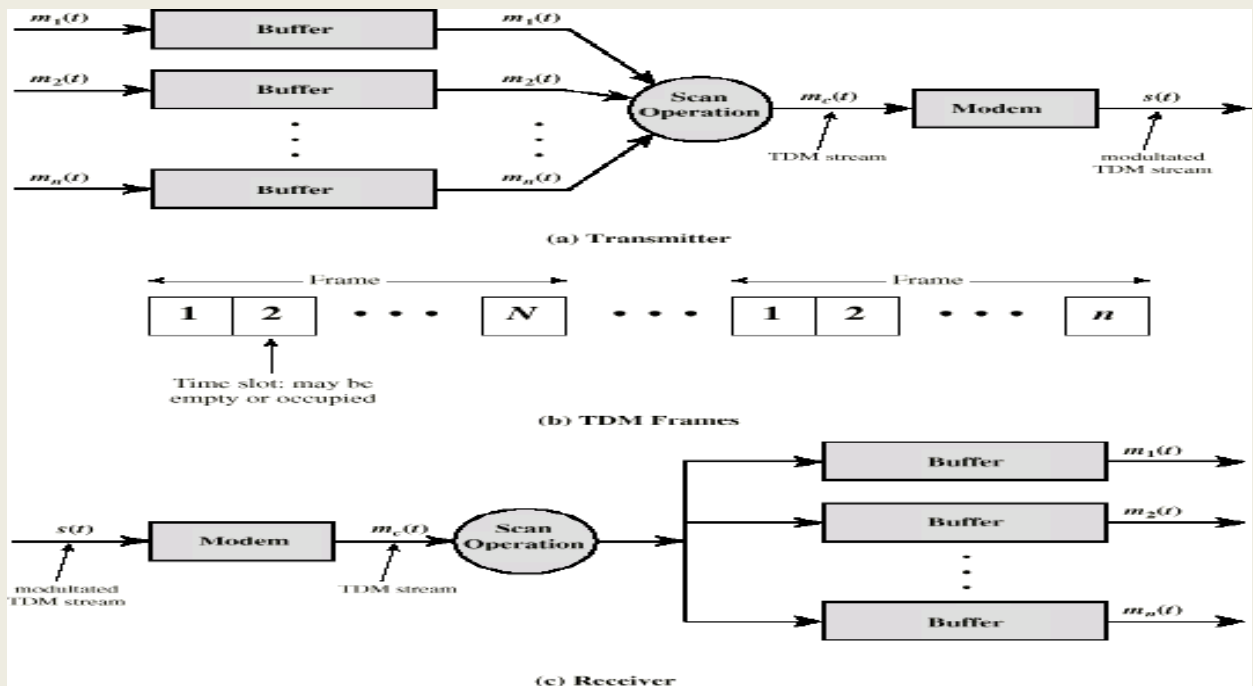 m₁(t) Buffer m₁(t)
m₂(t) Buffer m₂(t)
Scan Operation
m_c(t) Modem s(t)
TDM stream
modultated
TDM stream
mₙ(t) Buffer mₙ(t)
(a) Transmitter
Frame Frame
1 2 • • • N • • • 1 2 • • • n
Time slot: may be
empty or occupied
(b) TDM Frames
Buffer m₁(t)
s(t) Modem m_c(t) Scan Operation
Buffer m₂(t)
modultated
TDM stream
TDM stream
Buffer mₙ(t)
(c) Receiver